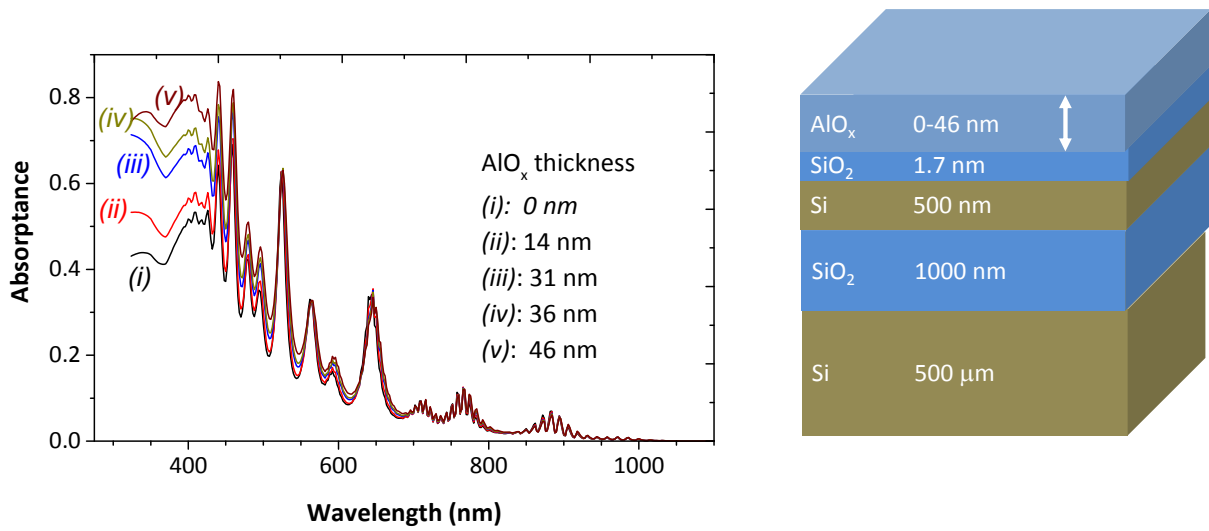 0.8
0.6
0.4
0.2
0.0
400
600
800
1000
Absorptance
Wavelength (nm)
(v)
(iv)
(iii)
(ii)
(i)
AlOx thickness
(i): 0 nm
(ii): 14 nm
(iii): 31 nm
(iv): 36 nm
(v): 46 nm
AlOx 0-46 nm
SiO2 1.7 nm
Si 500 nm
SiO2 1000 nm
Si 500 μm